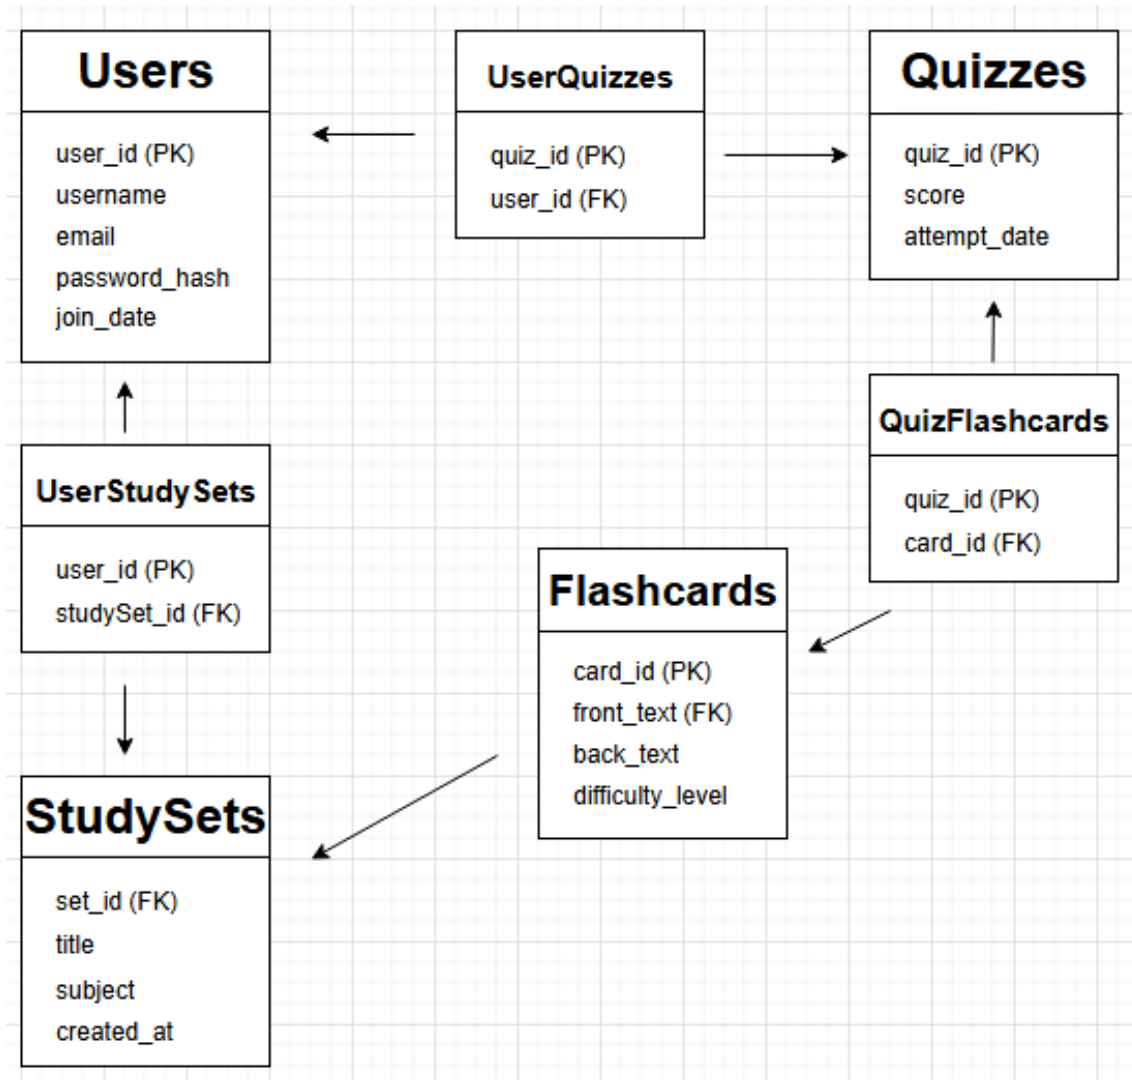 Users
user_id (PK)
username
email
password_hash
join_date
UserQuizzes
quiz_id (PK)
user_id (FK)
Quizzes
quiz_id (PK)
score
attempt_date
UserStudySets
user_id (PK)
studySet_id (FK)
QuizFlashcards
quiz_id (PK)
card_id (FK)
Flashcards
card_id (PK)
front_text (FK)
back_text
difficulty_level
StudySets
set_id (FK)
title
subject
created_at